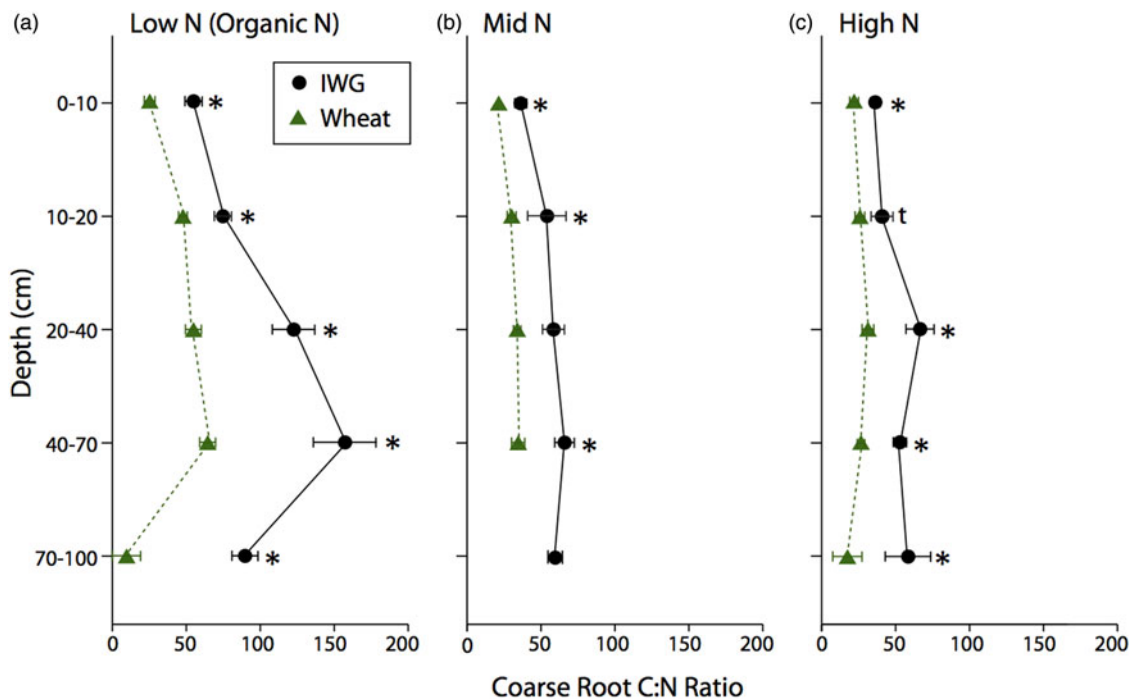 (a) Low N (Organic N)
(b) Mid N
(c) High N
IWG
Wheat
Depth (cm)
0-10
*
*
*
10-20
*
*
t
20-40
*
*
40-70
*
*
*
70-100
*
*
0 50 100 150 200
0 50 100 150 200
0 50 100 150 200
Coarse Root C:N Ratio